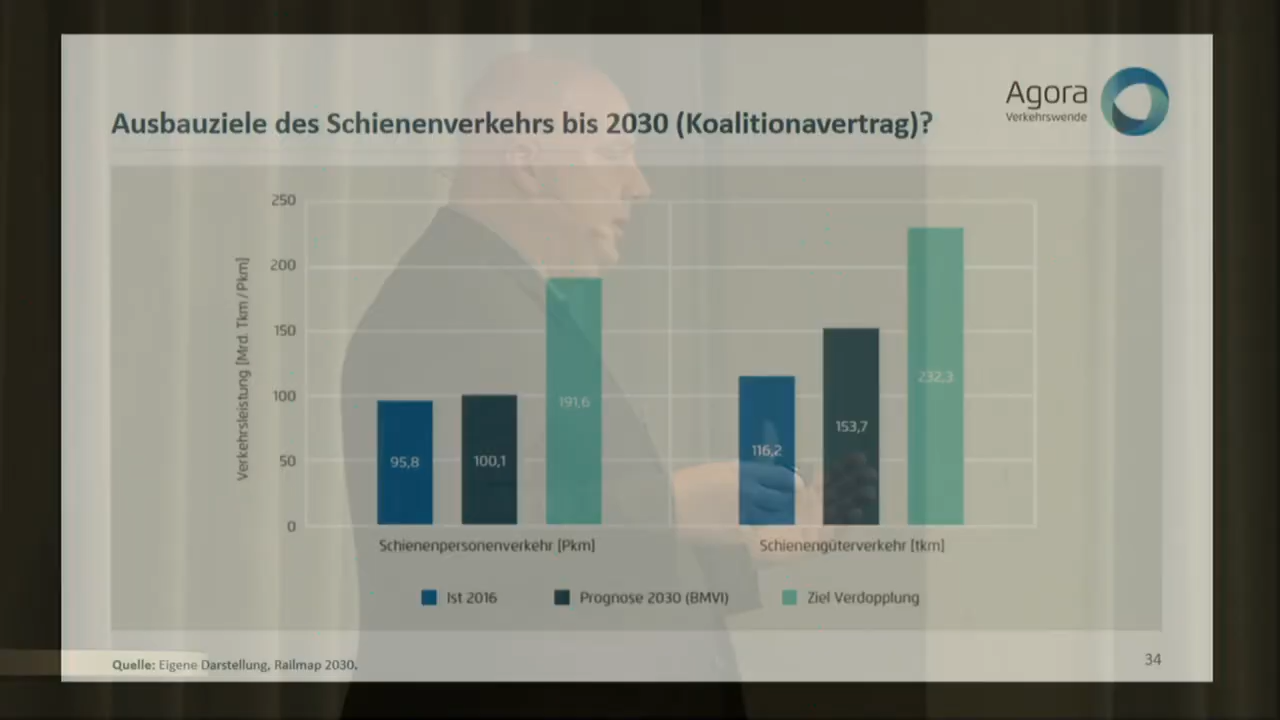 Agora
Verkehrswende
Ausbauziele des Schienenverkehrs bis 2030 (Koalitionavertrag)?
250
200
150
100
50
0
Verkehrsleistung [Mrd. Tkm / Pkm]
95,8
100,1
191,6
116,2
153,7
232,3
Schienenpersonenverkehr [Pkm]
Schienengüterverkehr [tkm]
Ist 2016
Prognose 2030 (BMVI)
Ziel Verdopplung
Quelle: Eigene Darstellung, Railmap 2030.
34